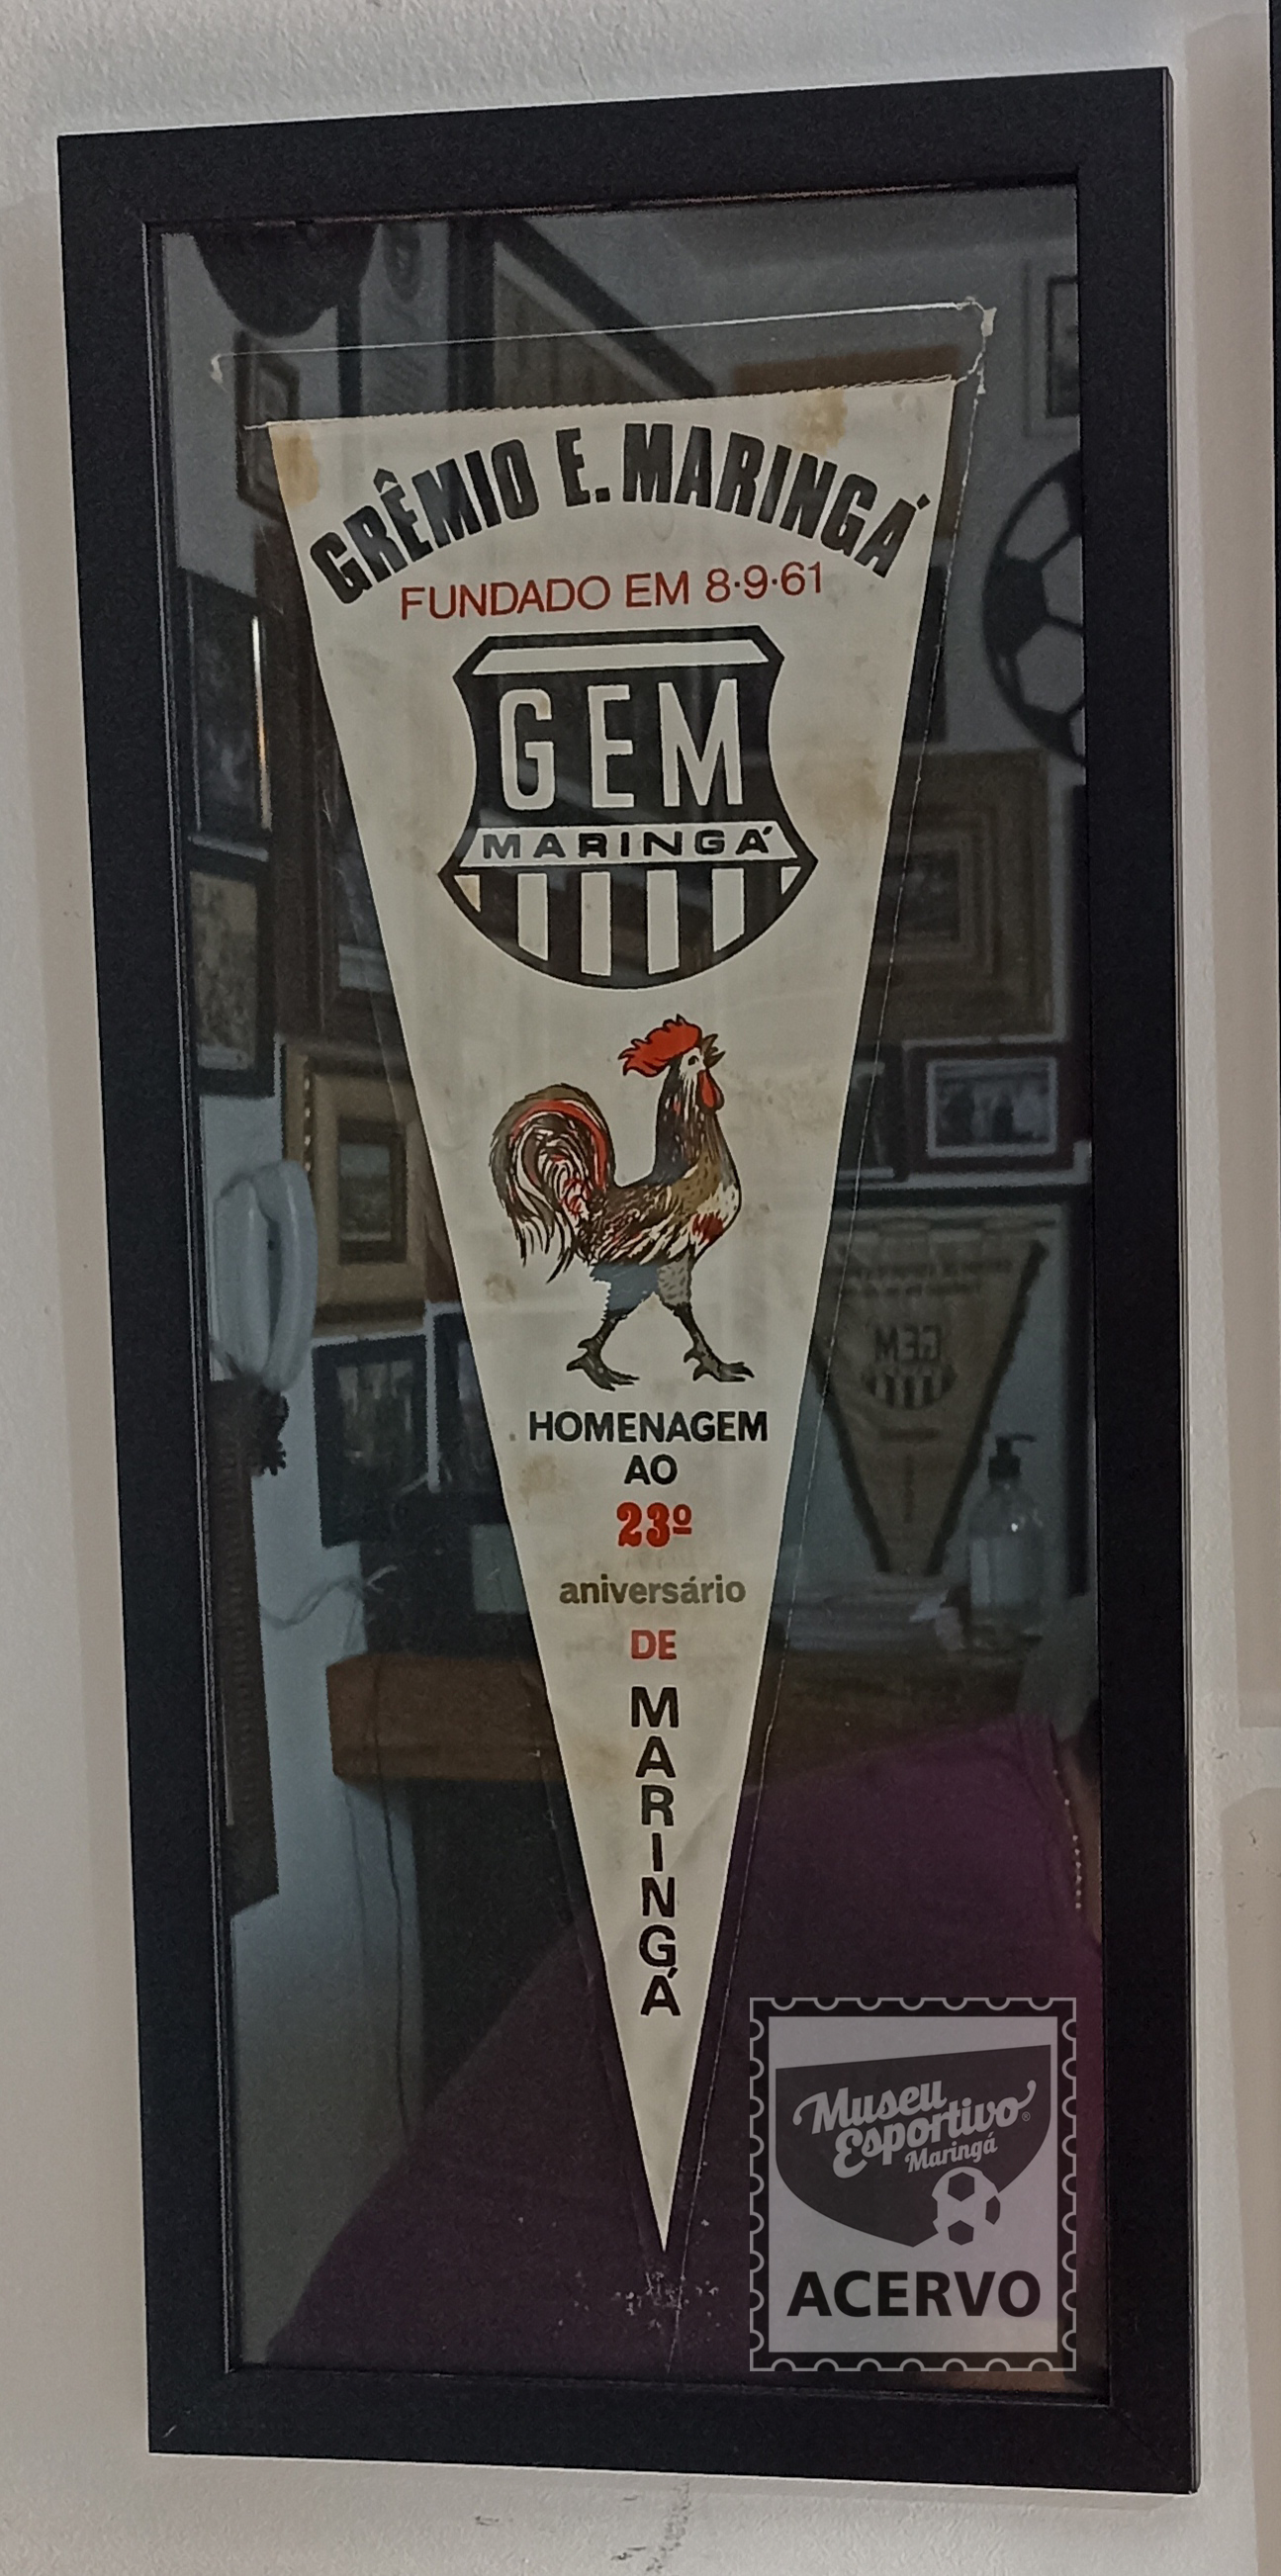 GRÊMIO E. MARINGÁ
FUNDADO EM 8·9·61
GEM
MARINGÁ
HOMENAGEM
AO
23º
aniversário
DE
MARINGÁ
GEM
Museu
Esportivo
Maringá
ACERVO